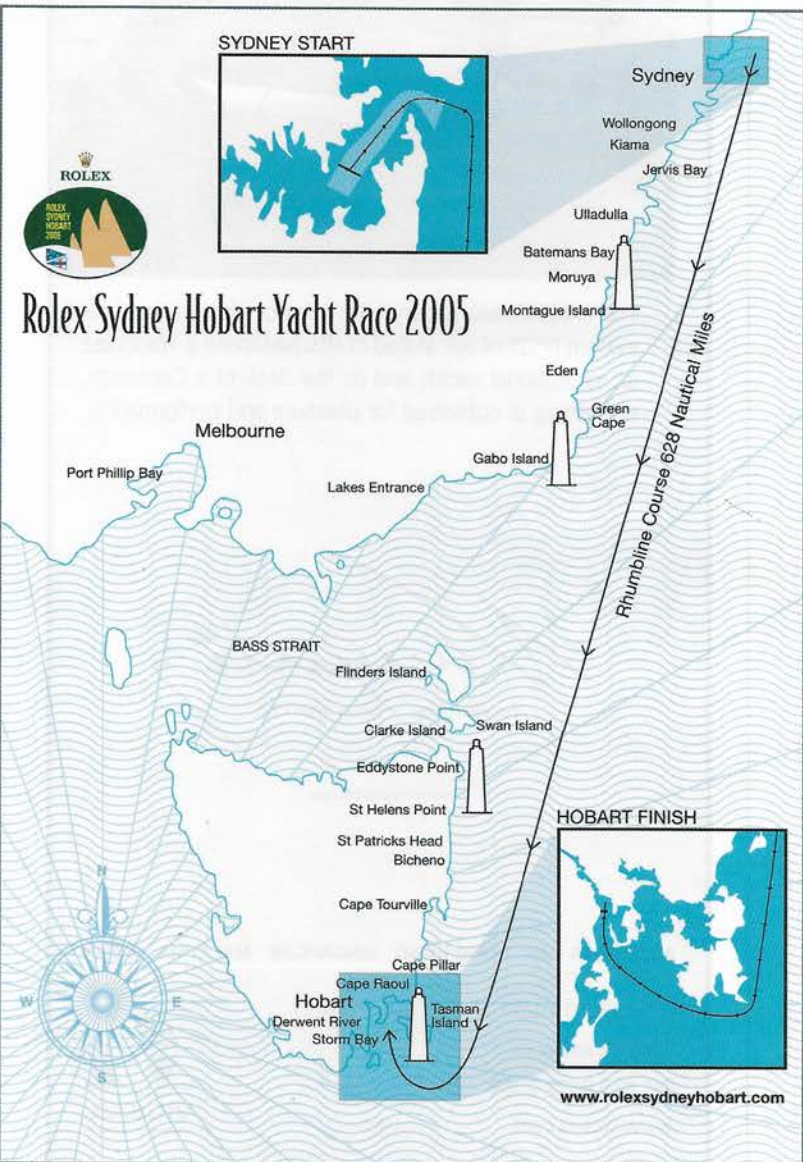 SYDNEY START
Sydney
Wollongong
Kiama
Jervis Bay
ROLEX
ROLEX
SYDNEY
HOBART
2005
Ulladulla
Batemans Bay
Moruya
Rolex Sydney Hobart Yacht Race 2005
Montague Island
Eden
Green
Cape
Rhumbline Course 628 Nautical Miles
Melbourne
Gabo Island
Port Phillip Bay
Lakes Entrance
BASS STRAIT
Flinders Island
Clarke Island
Swan Island
Eddystone Point
St Helens Point
HOBART FINISH
St Patricks Head
Bicheno
Cape Tourville
N
W
E
S
Cape Pillar
Cape Raoul
Hobart
Tasman
Island
Derwent River
Storm Bay
www.rolexsydneyhobart.com